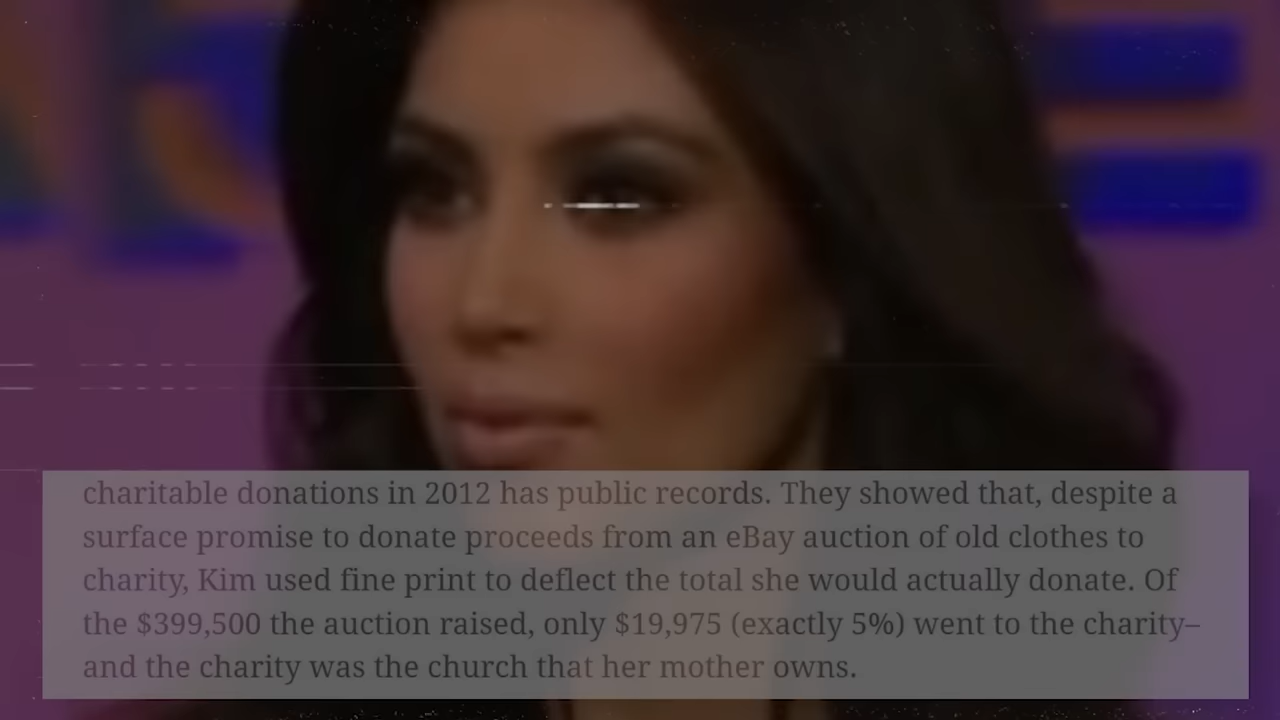 charitable donations in 2012 has public records. They showed that, despite a
surface promise to donate proceeds from an eBay auction of old clothes to
charity, Kim used fine print to deflect the total she would actually donate. Of
the $399,500 the auction raised, only $19,975 (exactly 5%) went to the charity–
and the charity was the church that her mother owns.